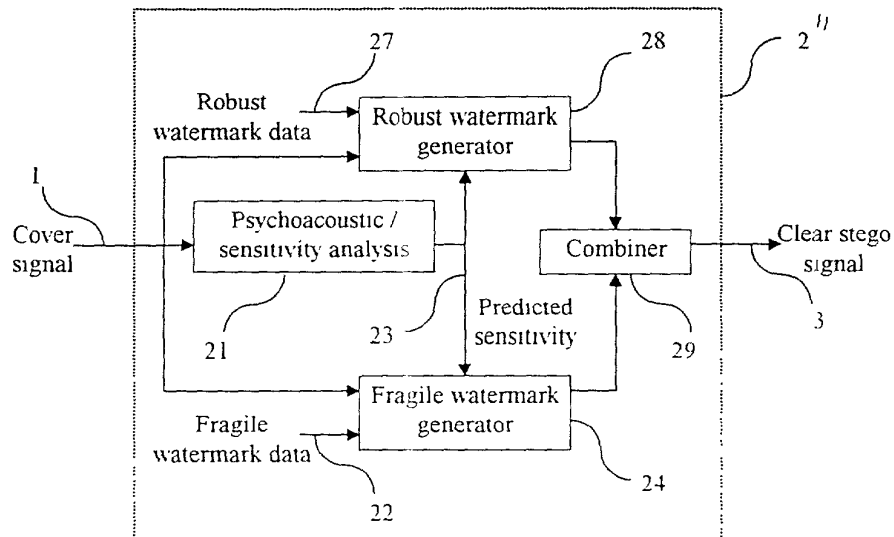 27
28
2"
Robust
watermark data
Robust watermark
generator
1
Cover
signal
Psychoacoustic /
sensitivity analysis
Combiner
Clear stego
signal
21
23
Predicted
sensitivity
29
3
Fragile watermark
generator
Fragile
watermark data
22
24